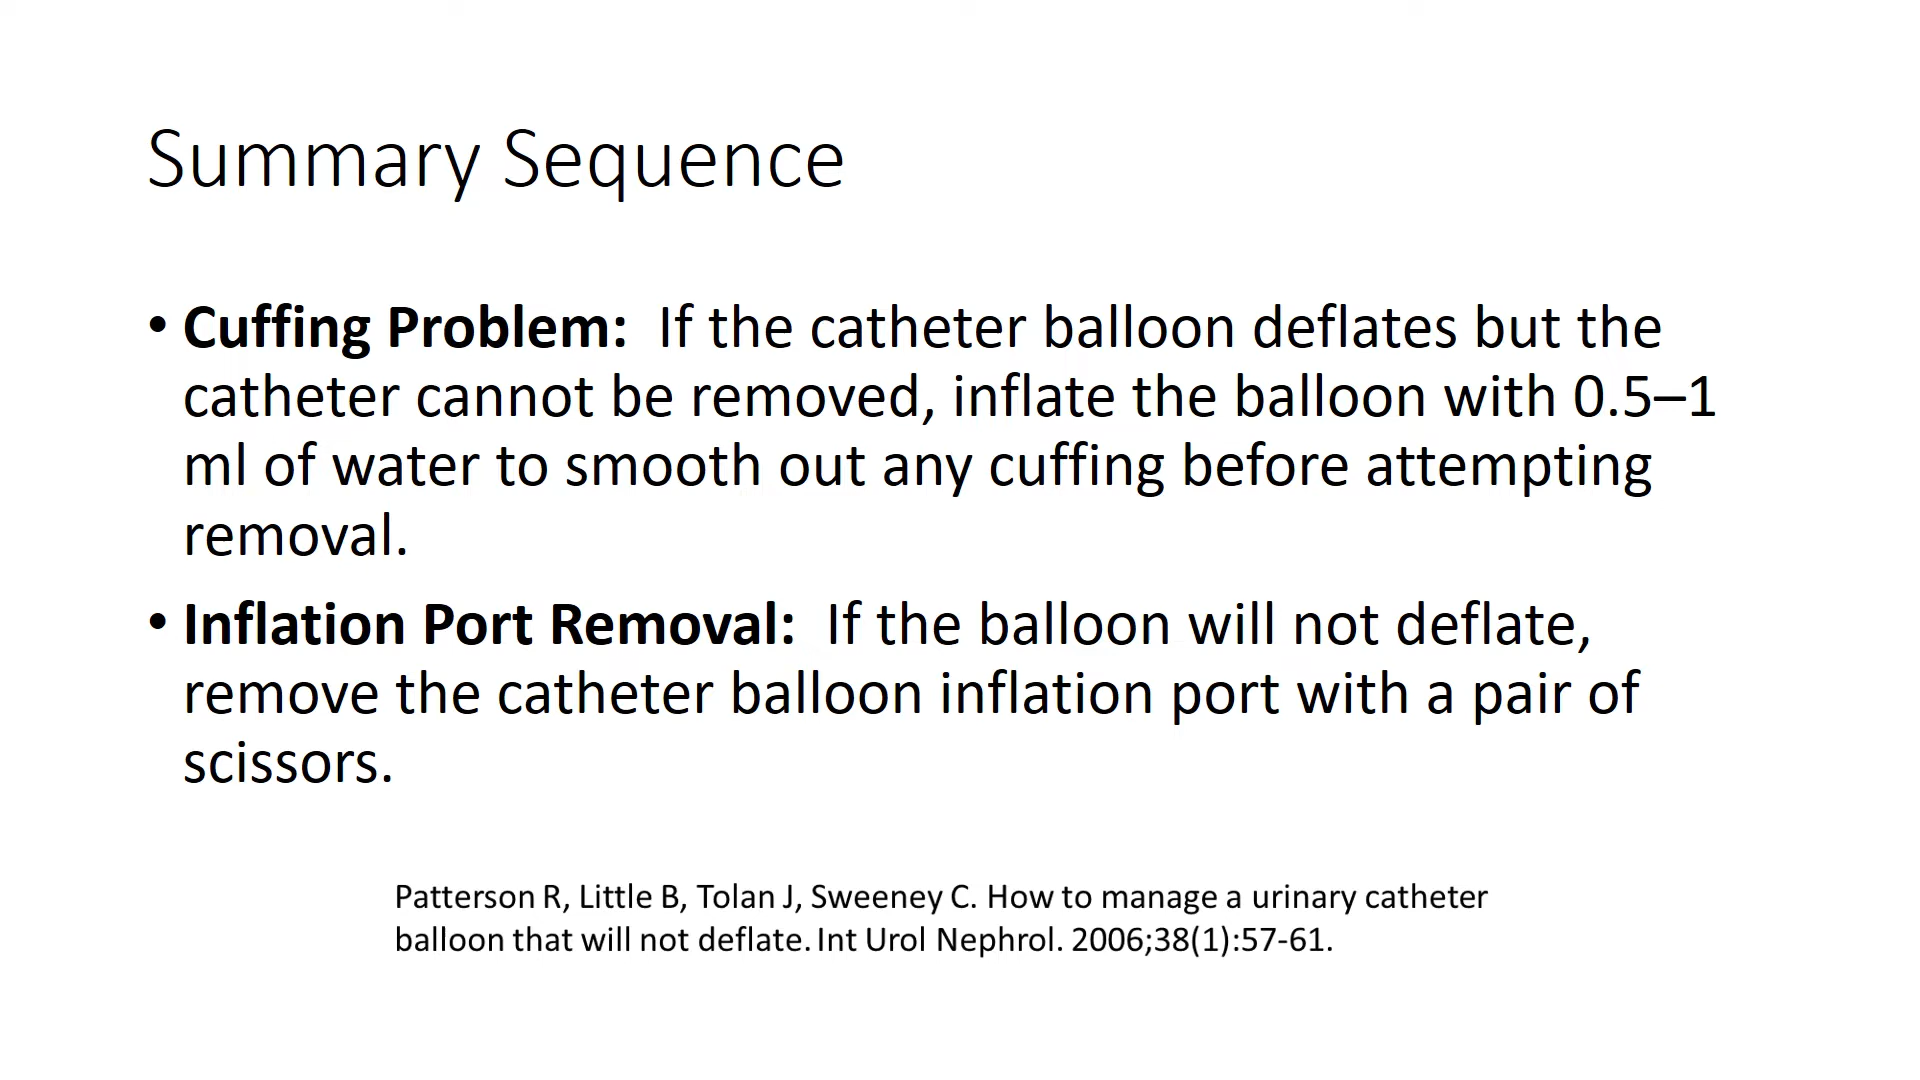 Summary Sequence
• Cuffing Problem:  If the catheter balloon deflates but the
catheter cannot be removed, inflate the balloon with 0.5–1
ml of water to smooth out any cuffing before attempting
removal.
• Inflation Port Removal:  If the balloon will not deflate,
remove the catheter balloon inflation port with a pair of
scissors.
Patterson R, Little B, Tolan J, Sweeney C. How to manage a urinary catheter
balloon that will not deflate. Int Urol Nephrol. 2006;38(1):57-61.